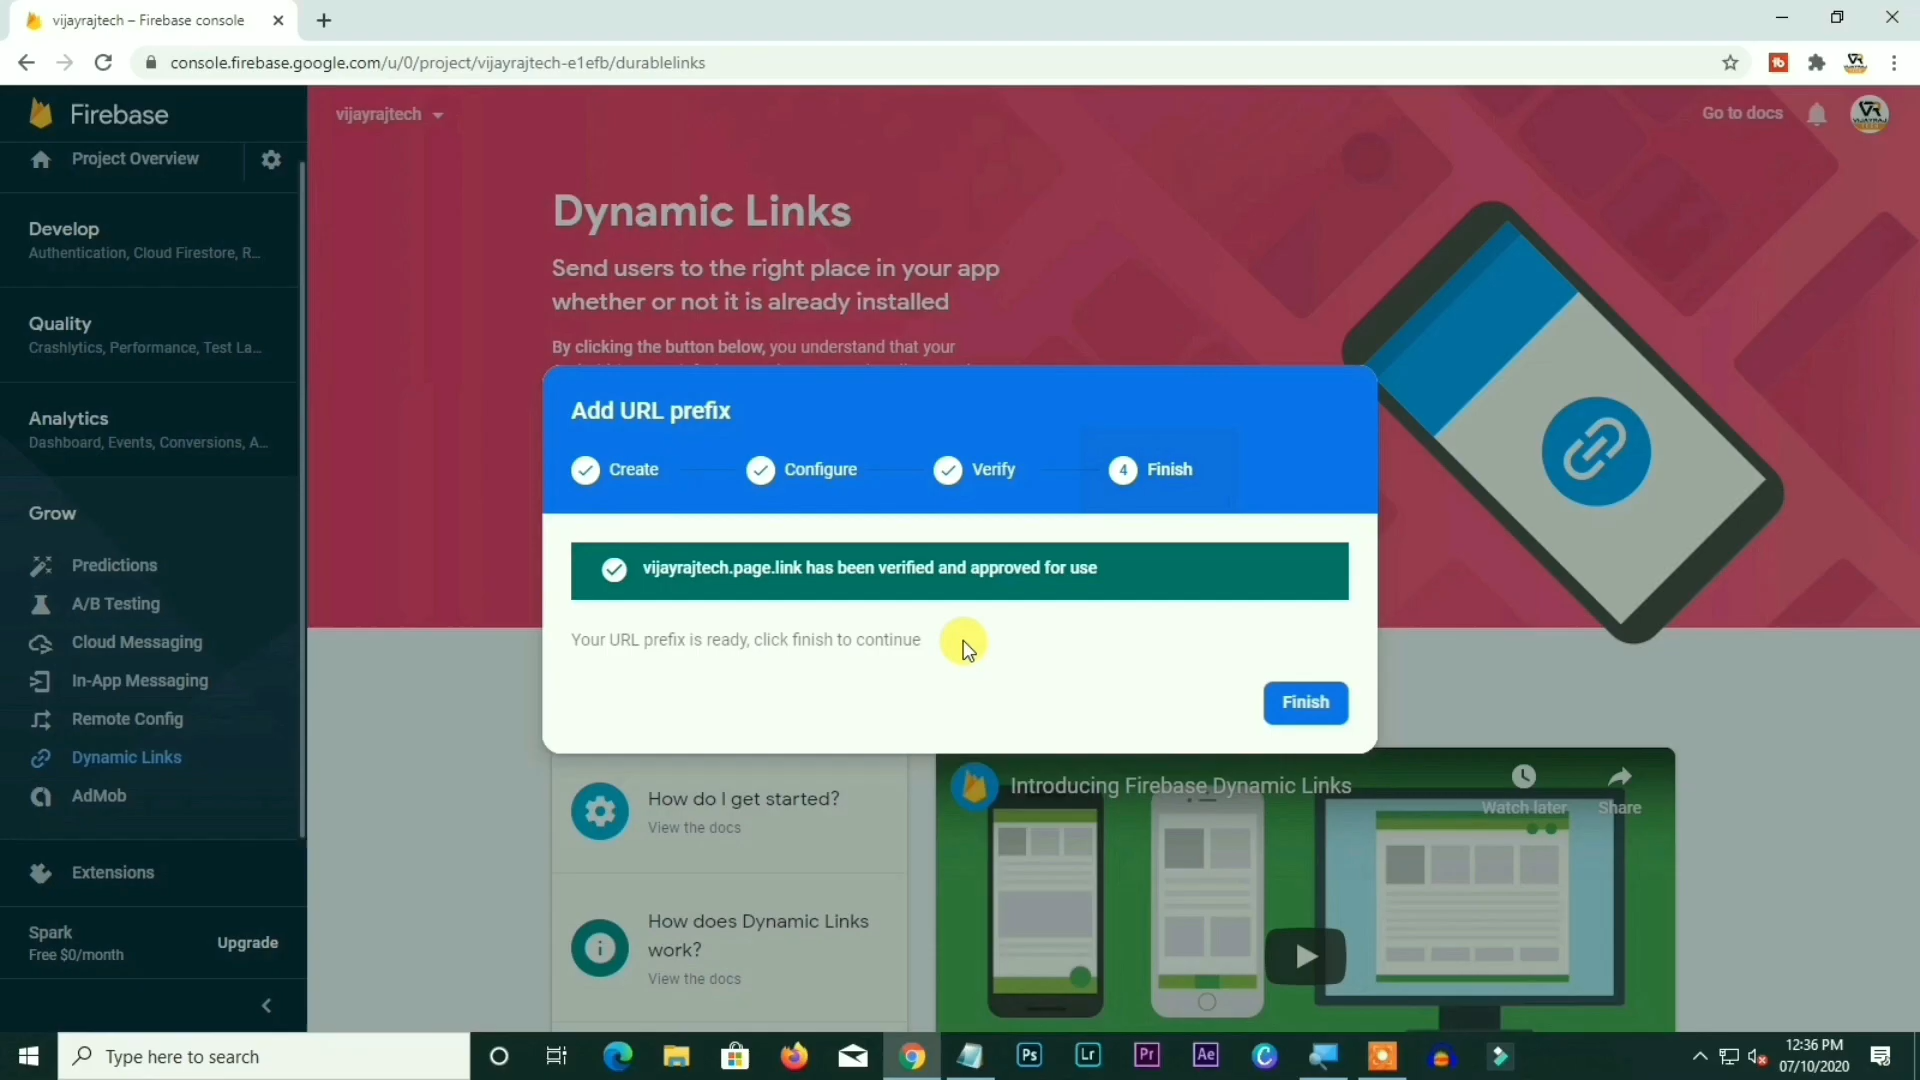 vijayrajtech – Firebase console
console.firebase.google.com/u/0/project/vijayrajtech-e1efb/durablelinks
Firebase
vijayrajtech
Go to docs
Project Overview
Develop
Authentication, Cloud Firestore, R...
Quality
Crashlytics, Performance, Test La...
Analytics
Dashboard, Events, Conversions, A...
Grow
Predictions
A/B Testing
Cloud Messaging
In-App Messaging
Remote Config
Dynamic Links
AdMob
Extensions
Spark
Free $0/month
Upgrade
Dynamic Links
Send users to the right place in your app
whether or not it is already installed
By clicking the button below, you understand that your
Add URL prefix
Create
Configure
Verify
4 Finish
vijayrajtech.page.link has been verified and approved for use
Your URL prefix is ready, click finish to continue
Finish
How do I get started?
View the docs
How does Dynamic Links
work?
View the docs
Introducing Firebase Dynamic Links
Watch later
Share
Type here to search
Ps
Lr
Pr
Ae
12:36 PM
07/10/2020